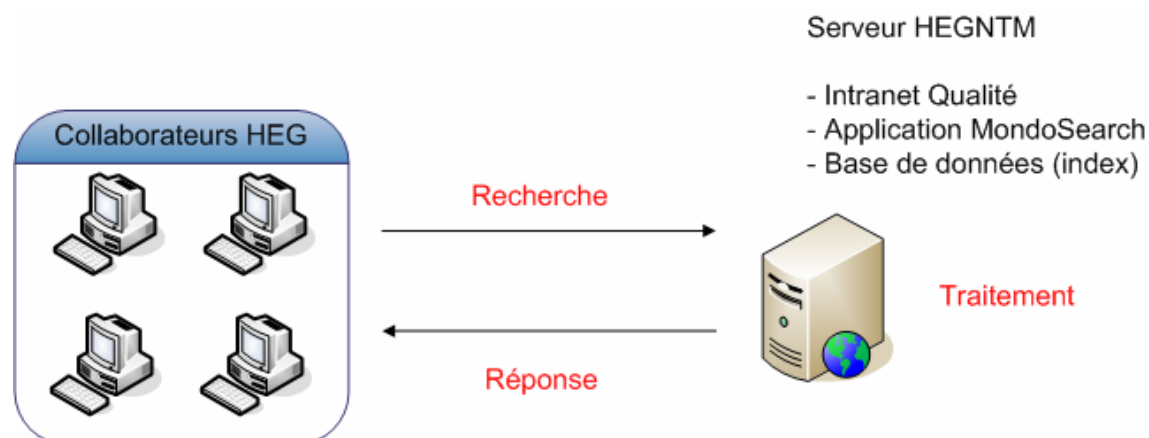 Serveur HEGNTM
- Intranet Qualité
- Application MondoSearch
- Base de données (index)
Collaborateurs HEG
Recherche
Traitement
Réponse